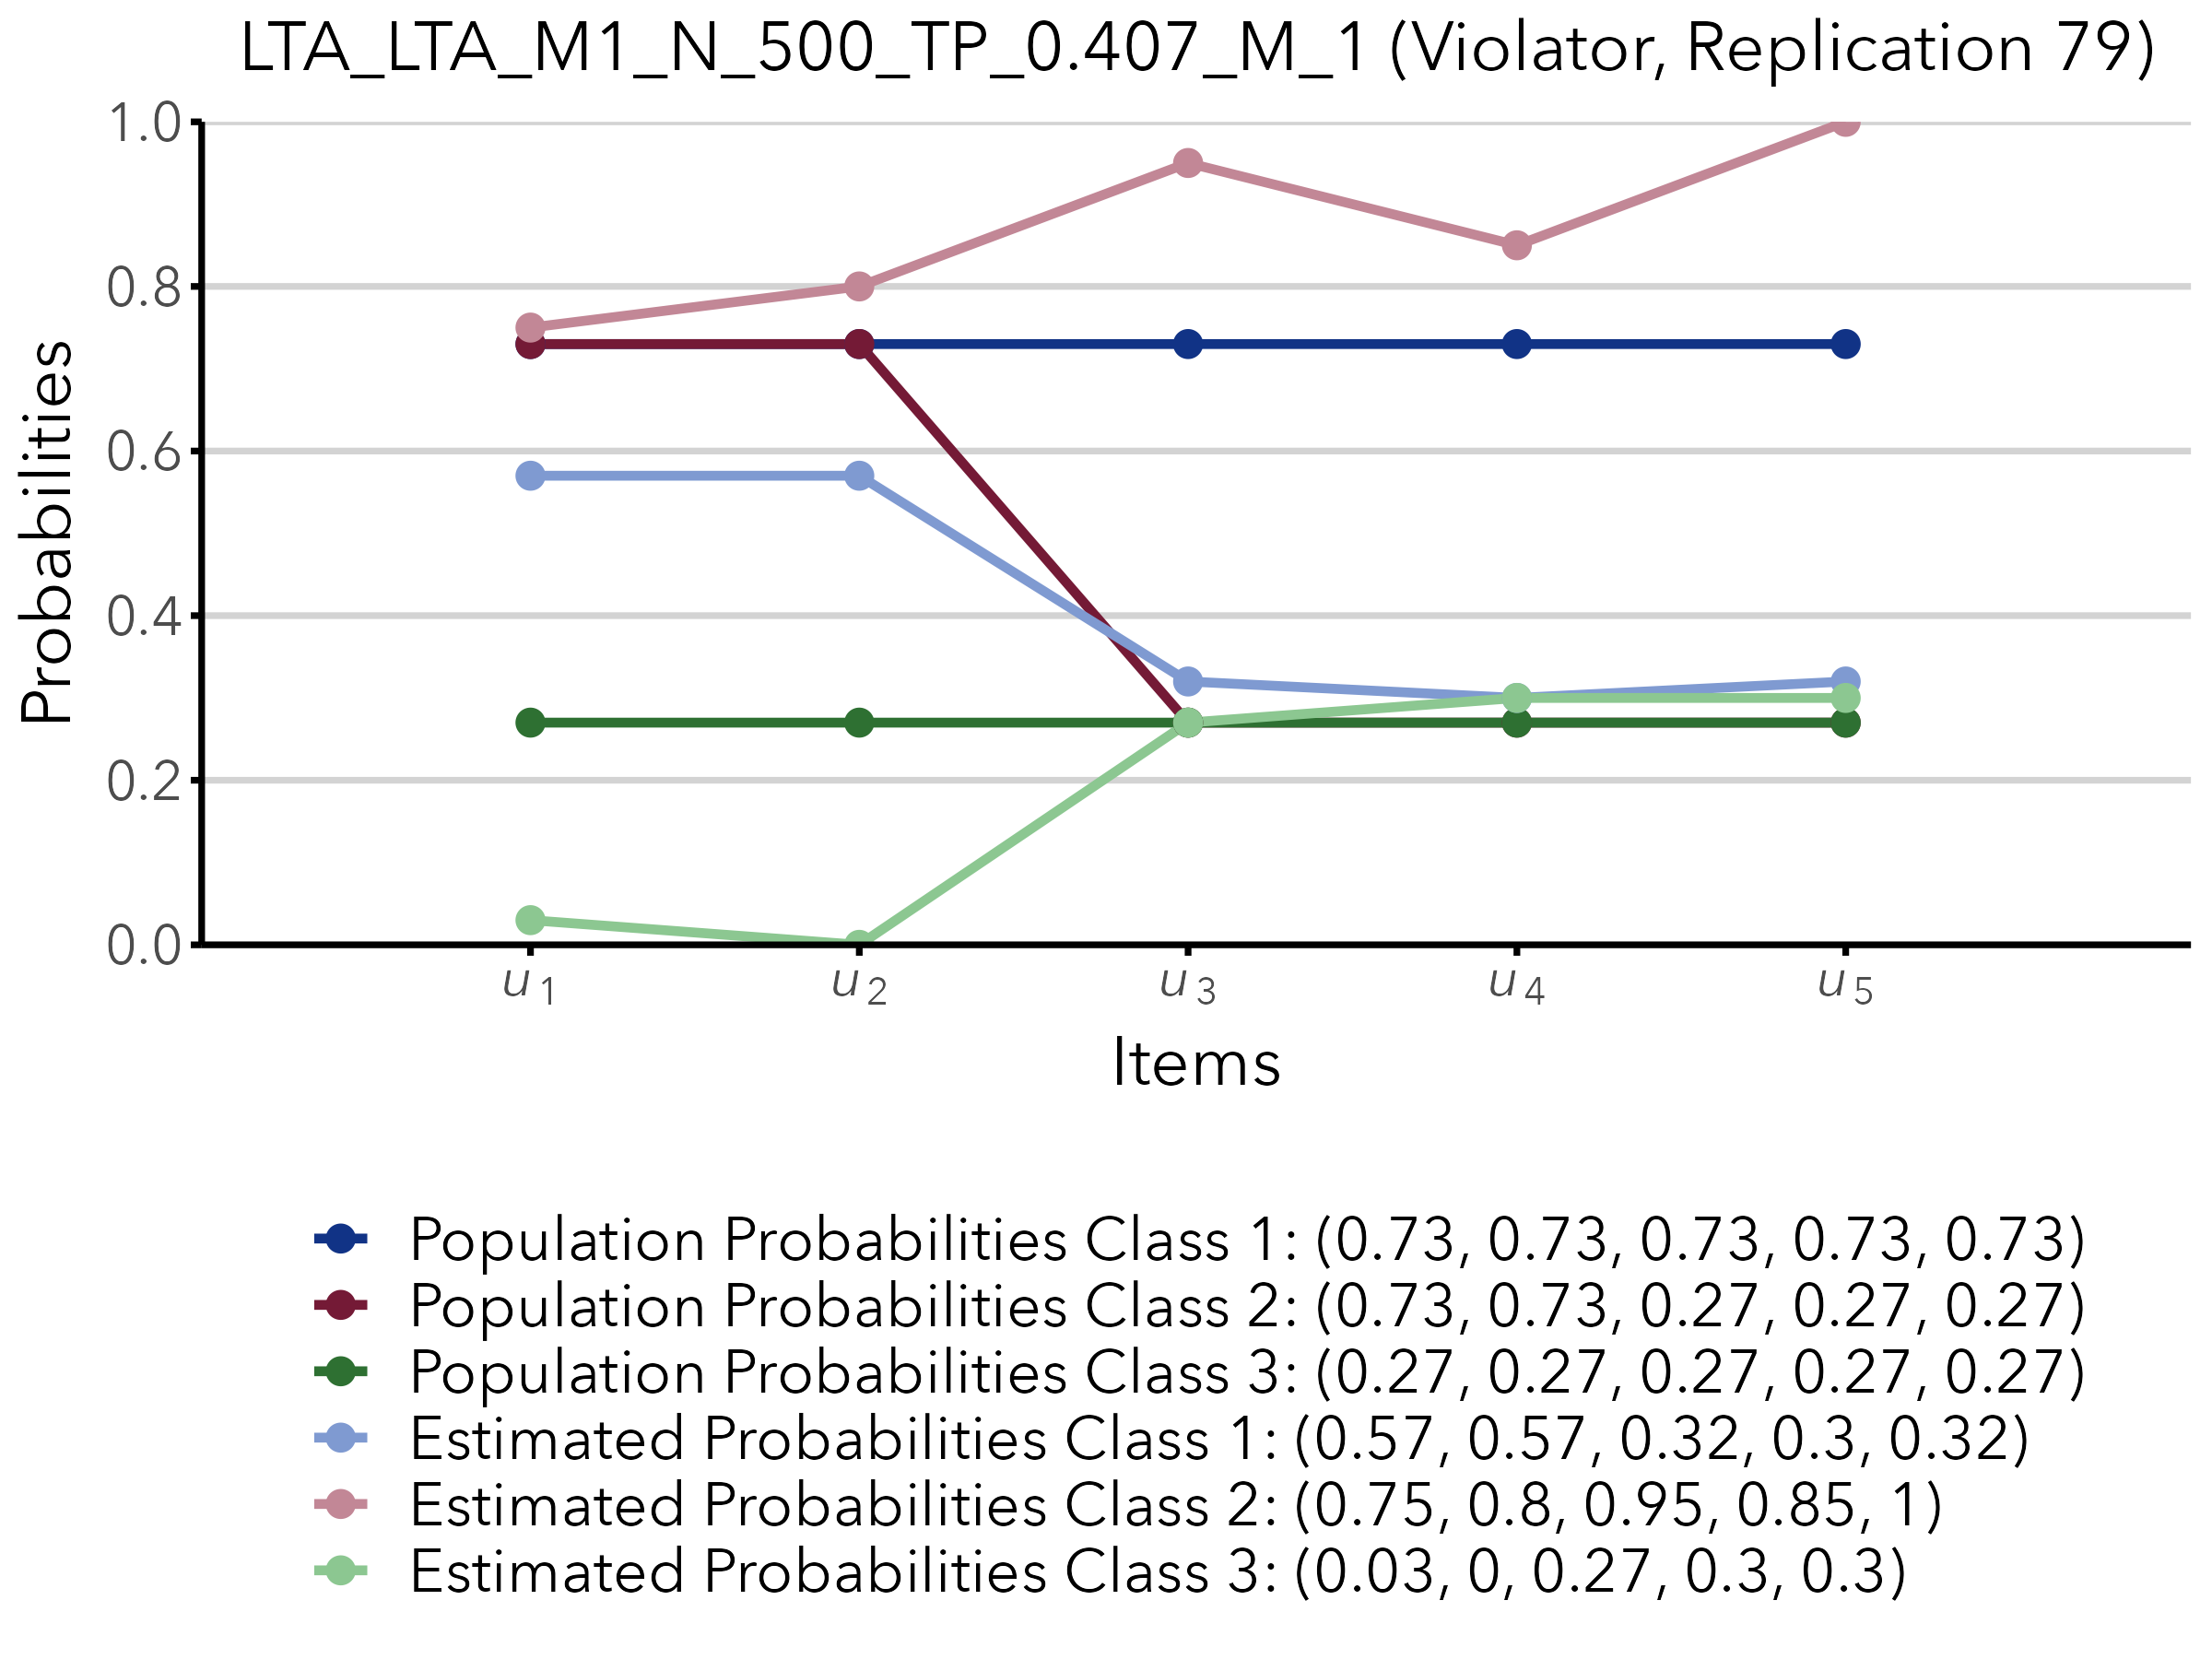 LTA_LTA_M1_N_500_TP_0.407_M_1 (Violator, Replication 79)
1.0
0.8
0.6
0.4
0.2
0.0
Probabilities
u1 u2 u3 u4 u5
Items
Population Probabilities Class 1: (0.73, 0.73, 0.73, 0.73, 0.73)
Population Probabilities Class 2: (0.73, 0.73, 0.27, 0.27, 0.27)
Population Probabilities Class 3: (0.27, 0.27, 0.27, 0.27, 0.27)
Estimated Probabilities Class 1: (0.57, 0.57, 0.32, 0.3, 0.32)
Estimated Probabilities Class 2: (0.75, 0.8, 0.95, 0.85, 1)
Estimated Probabilities Class 3: (0.03, 0, 0.27, 0.3, 0.3)